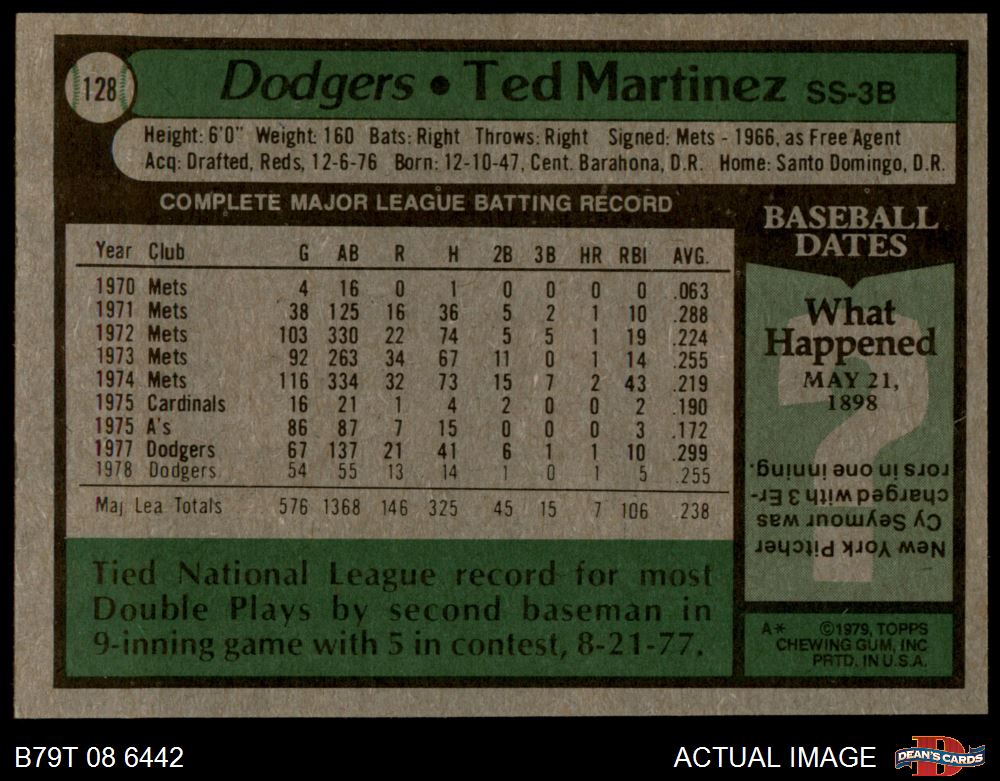 128
Dodgers • Ted Martinez SS-3B
Height: 6'0" Weight: 160 Bats: Right Throws: Right Signed: Mets - 1966, as Free Agent
Acq: Drafted, Reds, 12-6-76 Born: 12-10-47, Cent. Barahona, D.R. Home: Santo Domingo, D.R.
COMPLETE MAJOR LEAGUE BATTING RECORD
Year Club G AB R H 2B 3B HR RBI AVG.
1970 Mets 4 16 0 1 0 0 0 0 .063
1971 Mets 38 125 16 36 5 2 1 10 .288
1972 Mets 103 330 22 74 5 5 1 19 .224
1973 Mets 92 263 34 67 11 0 1 14 .255
1974 Mets 116 334 32 73 15 7 2 43 .219
1975 Cardinals 16 21 1 4 2 0 0 2 .190
1975 A's 86 87 7 15 0 0 0 3 .172
1977 Dodgers 67 137 21 41 6 1 1 10 .299
1978 Dodgers 54 55 13 14 1 0 1 5 .255
Maj Lea Totals 576 1368 146 325 45 15 7 106 .238
Tied National League record for most
Double Plays by second baseman in
9-inning game with 5 in contest, 8-21-77.
BASEBALL
DATES
What
Happened
MAY 21,
1898
New York Pitcher
Cy Seymour was
charged with 3 Er-
rors in one inning.
A* ©1979, TOPPS
CHEWING GUM, INC
PRTD. IN U.S.A.
B79T 08 6442
ACTUAL IMAGE
D
DEAN'S CARDS